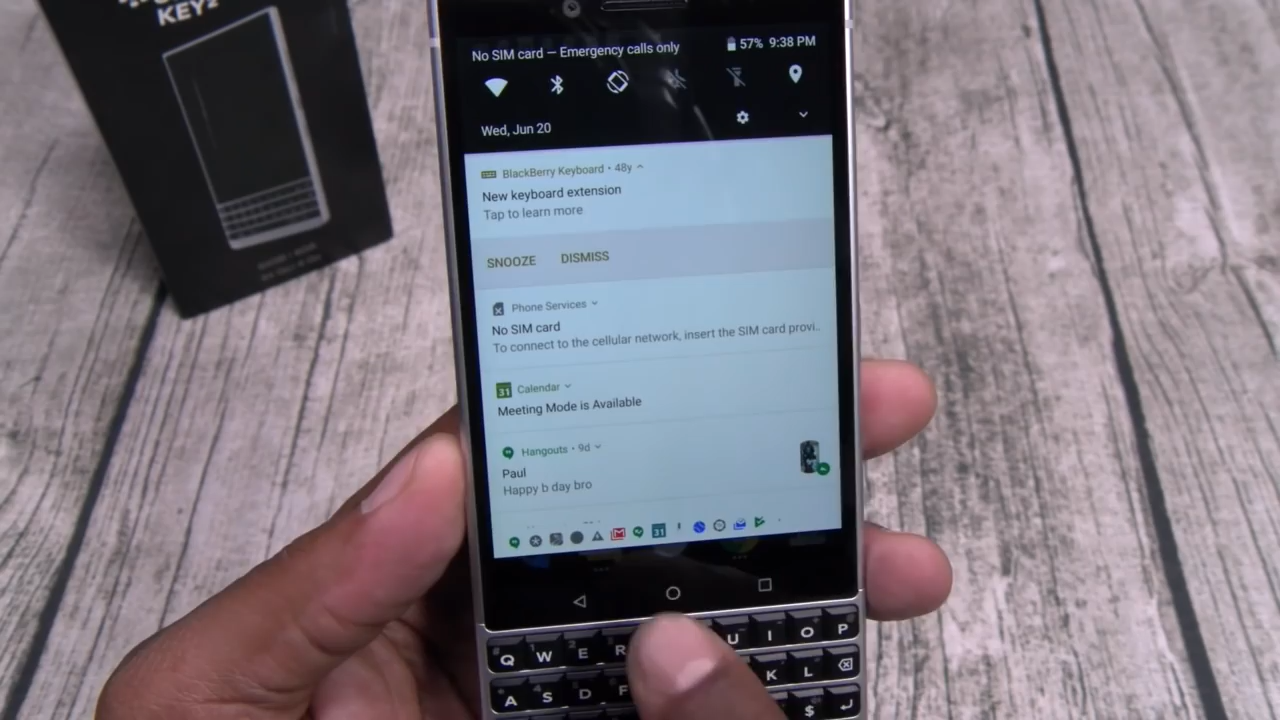 KEY²
No SIM card — Emergency calls only
57% 9:38 PM
Wed, Jun 20
BlackBerry Keyboard • 48y
New keyboard extension
Tap to learn more
SNOOZE DISMISS
Phone Services
No SIM card
To connect to the cellular network, insert the SIM card provi..
31 Calendar
Meeting Mode is Available
Hangouts • 9d
Paul
Happy b day bro
31
Q W E R U I O P
A S D F K L
$